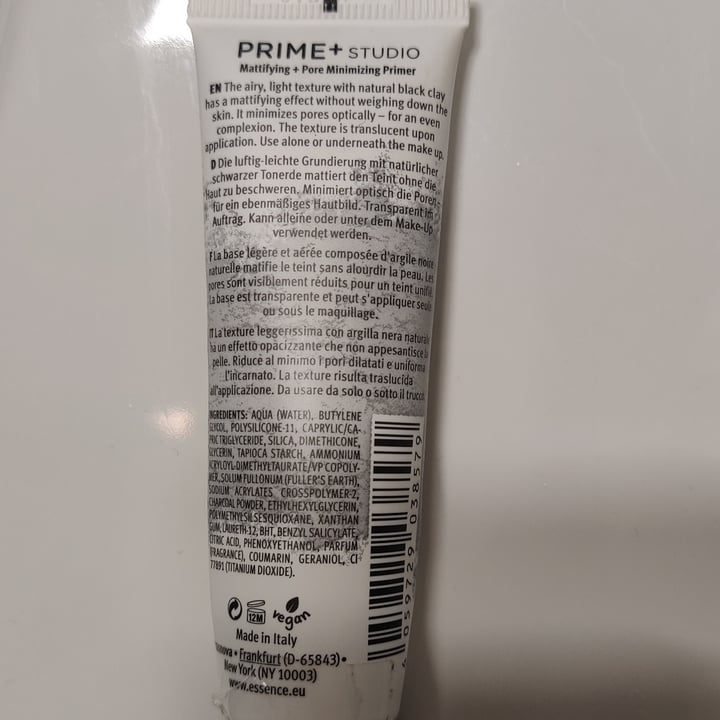 PRIME+ STUDIO
Mattifying + Pore Minimizing Primer
EN The airy, light texture with natural black clay
has a mattifying effect without weighing down the
skin. It minimizes pores optically – for an even
complexion. The texture is translucent upon
application. Use alone or underneath the make up.
D Die luftig-leichte Grundierung mit natürlicher
schwarzer Tonerde mattiert den Teint ohne die
Haut zu beschweren. Minimiert optisch die Poren –
für ein ebenmäßiges Hautbild. Transparent im
Auftrag. Kann alleine oder unter dem Make-Up
verwendet werden.
F La base légère et aérée composée d'argile noire
naturelle matifie le teint sans alourdir la peau. Les
pores sont visiblement réduits pour un teint unifié.
La base est transparente et peut s'appliquer seule
ou sous le maquillage.
IT La texture leggerissima con argilla nera naturale
ha un effetto opacizzante che non appesantisce la
pelle. Riduce al minimo i pori dilatati e uniforma
l'incarnato. La texture risulta traslucida
all'applicazione. Da usare da solo o sotto il trucco.
INGREDIENTS: AQUA (WATER), BUTYLENE
GLYCOL, POLYSILICONE-11, CAPRYLIC/CA-
PRIC TRIGLYCERIDE, SILICA, DIMETHICONE,
GLYCERIN, TAPIOCA STARCH, AMMONIUM
ACRYLOYL-DIMETHYLTAURATE/VP COPOLY-
MER, SOLUM FULLONUM (FULLER'S EARTH),
SODIUM ACRYLATES CROSSPOLYMER-2,
CHARCOAL POWDER, ETHYLHEXYLGLYCERIN,
POLYMETHYLSILSESQUIOXANE, XANTHAN
GUM, LAURETH-12, BHT, BENZYL SALICYLATE,
CITRIC ACID, PHENOXYETHANOL, PARFUM
(FRAGRANCE), COUMARIN, GERANIOL, CI
77891 (TITANIUM DIOXIDE).
059729 038579
12M
vegan
Made in Italy
• Frankfurt (D-65843) •
New York (NY 10003)
www.essence.eu